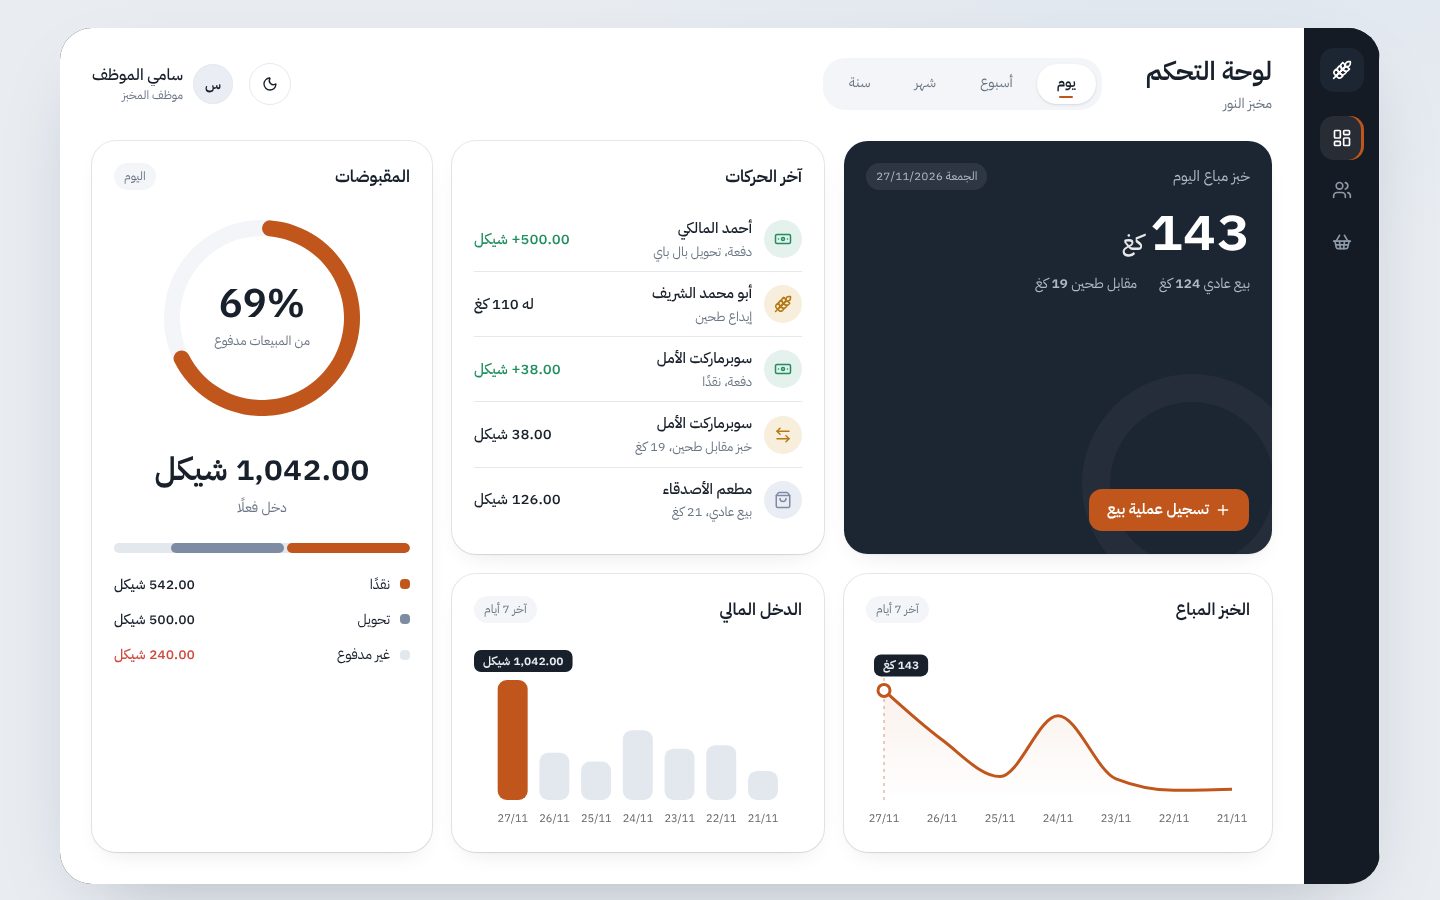 لوحة التحكم
مخبز النور
يوم
أسبوع
شهر
سنة
سامي الموظف
موظف المخبز
س
خبز مباع اليوم
الجمعة 27/11/2026
143 كغ
بيع عادي 124 كغ
مقابل طحين 19 كغ
+ تسجيل عملية بيع
آخر الحركات
أحمد المالكي
دفعة، تحويل بال باي
+500.00 شيكل
أبو محمد الشريف
إيداع طحين
له 110 كغ
سوبرماركت الأمل
دفعة، نقدًا
+38.00 شيكل
سوبرماركت الأمل
خبز مقابل طحين، 19 كغ
38.00 شيكل
مطعم الأصدقاء
بيع عادي، 21 كغ
126.00 شيكل
المقبوضات
اليوم
69%
من المبيعات مدفوع
1,042.00 شيكل
دخل فعلًا
نقدًا
542.00 شيكل
تحويل
500.00 شيكل
غير مدفوع
240.00 شيكل
الخبز المباع
آخر 7 أيام
143 كغ
21/11
22/11
23/11
24/11
25/11
26/11
27/11
الدخل المالي
آخر 7 أيام
1,042.00 شيكل
21/11
22/11
23/11
24/11
25/11
26/11
27/11